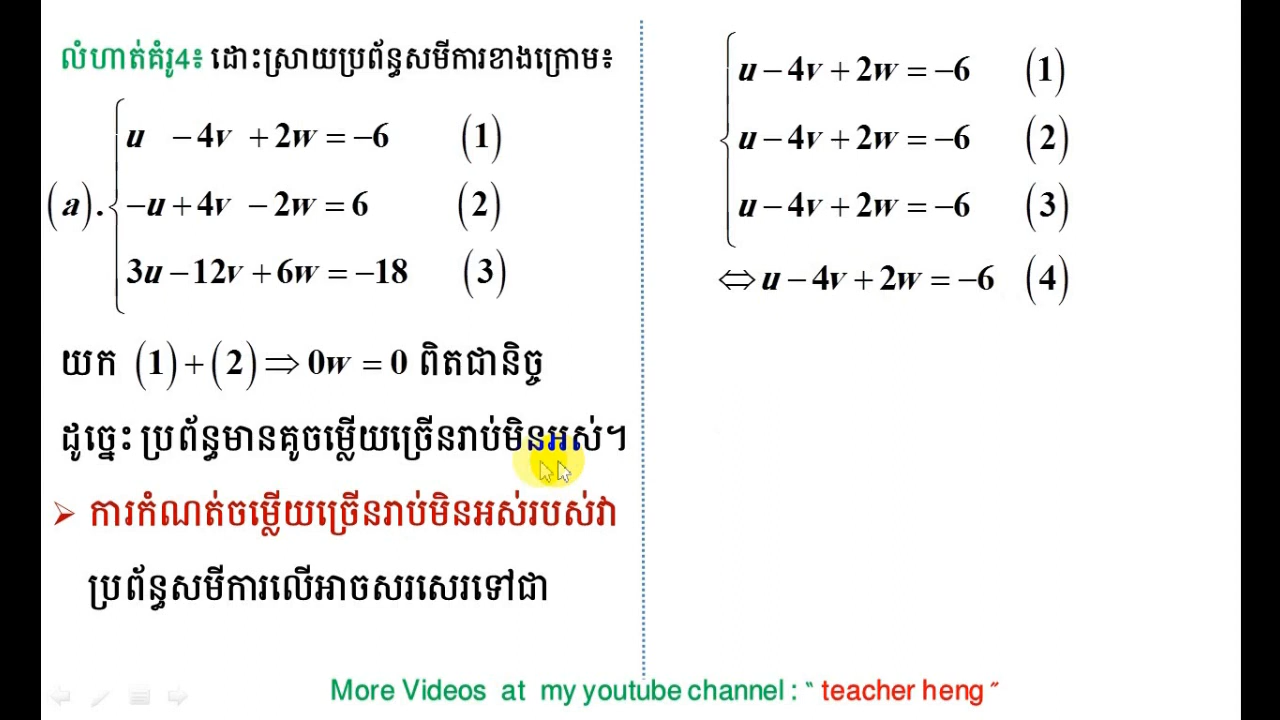 លំហាត់គំរូ4៖ ដោះស្រាយប្រព័ន្ធសមីការខាងក្រោម៖
u - 4v + 2w = -6 (1)
(a). -u + 4v - 2w = 6 (2)
3u - 12v + 6w = -18 (3)
យក (1) + (2) ⇒ 0w = 0 ពិតជានិច្ច
ដូច្នេះ ប្រព័ន្ធមានគូចម្លើយច្រើនរាប់មិនអស់។
➢ ការកំណត់ចម្លើយច្រើនរាប់មិនអស់របស់វា
ប្រព័ន្ធសមីការលើអាចសរសេរទៅជា
u - 4v + 2w = -6 (1)
u - 4v + 2w = -6 (2)
u - 4v + 2w = -6 (3)
⇔ u - 4v + 2w = -6 (4)
More Videos at my youtube channel : “ teacher heng ”